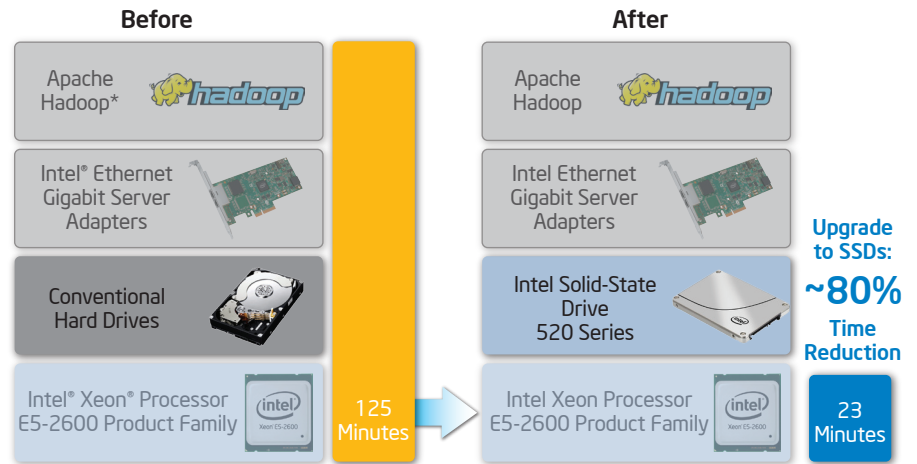 Before
Apache
Hadoop*
hadoop
Intel® Ethernet
Gigabit Server
Adapters
Conventional
Hard Drives
Intel® Xeon® Processor
E5-2600 Product Family
intel
Xeon E5-2600
125
Minutes
After
Apache
Hadoop
hadoop
Intel Ethernet
Gigabit Server
Adapters
Intel Solid-State
Drive
520 Series
intel
Intel Xeon Processor
E5-2600 Product Family
intel
Xeon E5-2600
Upgrade
to SSDs:
~80%
Time
Reduction
23
Minutes